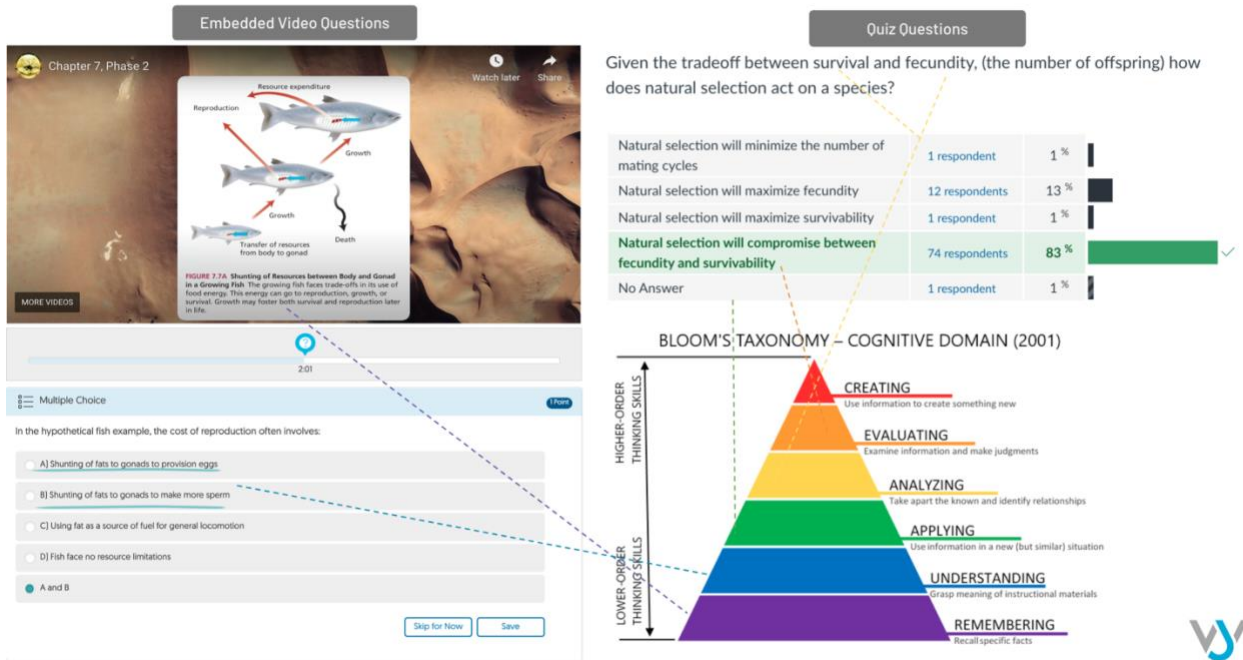 Embedded Video Questions
Chapter 7, Phase 2
Watch later
Share
Resource expenditure
Reproduction
Growth
Growth
Death
Transfer of resources
from body to gonad
FIGURE 7.7A Shunting of Resources between Body and Gonad
in a Growing Fish The growing fish faces trade-offs in its use of
food energy. This energy can go to reproduction, growth, or
survival. Growth may foster both survival and reproduction later
in life.
MORE VIDEOS
2:01
Multiple Choice
1 Point
In the hypothetical fish example, the cost of reproduction often involves:
A] Shunting of fats to gonads to provision eggs
B] Shunting of fats to gonads to make more sperm
C] Using fat as a source of fuel for general locomotion
D] Fish face no resource limitations
A and B
Skip for Now
Save
Quiz Questions
Given the tradeoff between survival and fecundity, (the number of offspring) how
does natural selection act on a species?
Natural selection will minimize the number of
mating cycles
1 respondent
1 %
Natural selection will maximize fecundity
12 respondents
13 %
Natural selection will maximize survivability
1 respondent
1 %
Natural selection will compromise between
fecundity and survivability
74 respondents
83 %
No Answer
1 respondent
1 %
BLOOM'S TAXONOMY – COGNITIVE DOMAIN (2001)
HIGHER-ORDER
THINKING SKILLS
LOWER-ORDER
THINKING SKILLS
CREATING
Use information to create something new
EVALUATING
Examine information and make judgments
ANALYZING
Take apart the known and identify relationships
APPLYING
Use information in a new (but similar) situation
UNDERSTANDING
Grasp meaning of instructional materials
REMEMBERING
Recall specific facts